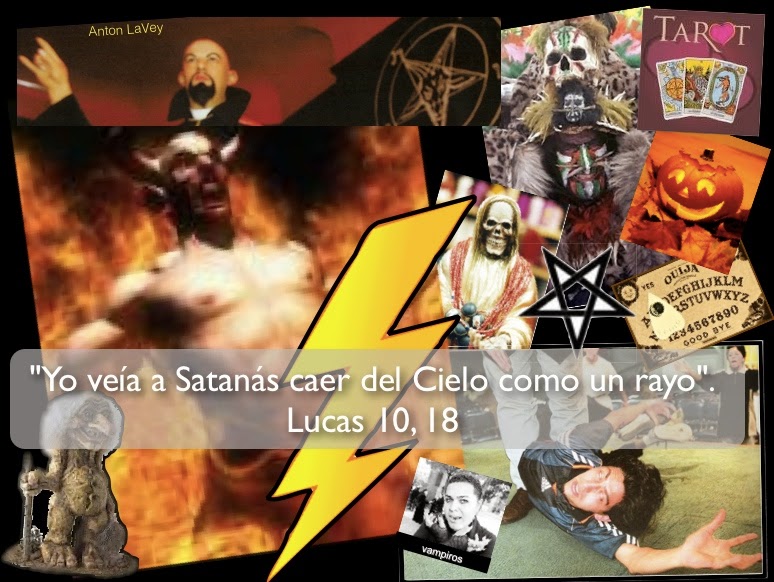 Anton LaVey
TAROT
OUIJA
YES
ABCDEFGHIJKLM
NOPQRSTUVWXYZ
1234567890
GOOD BYE
"Yo veía a Satanás caer del Cielo como un rayo".
Lucas 10, 18
vampiros